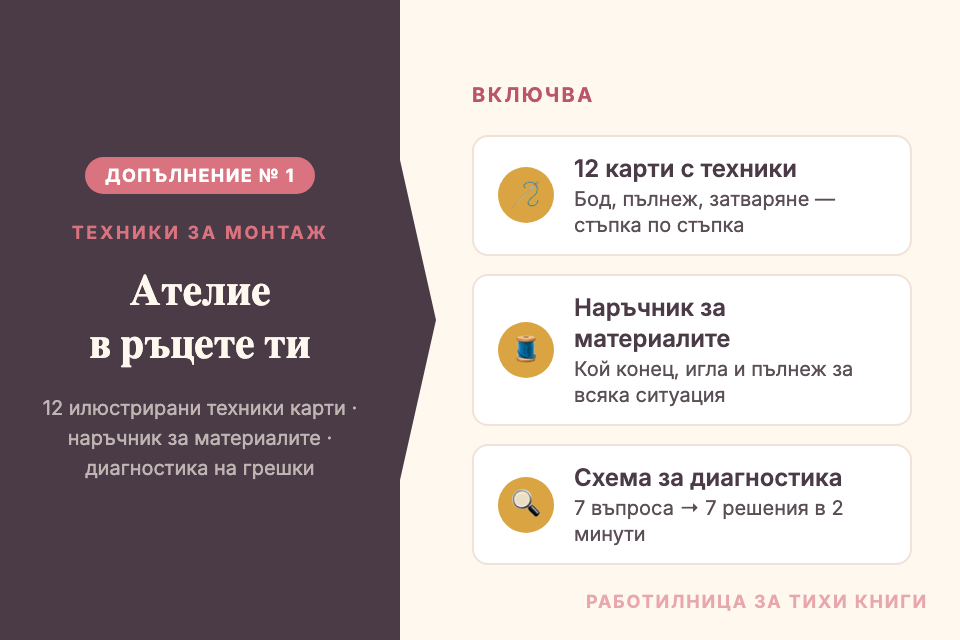 ДОПЪЛНЕНИЕ № 1
ТЕХНИКИ ЗА МОНТАЖ
Ателие
в ръцете ти
12 илюстрирани техники карти ·
наръчник за материалите ·
диагностика на грешки
ВКЛЮЧВА
12 карти с техники
Бод, пълнеж, затваряне —
стъпка по стъпка
Наръчник за
материалите
Кой конец, игла и пълнеж за
всяка ситуация
Схема за диагностика
7 въпроса → 7 решения в 2
минути
РАБОТИЛНИЦА ЗА ТИХИ КНИГИ